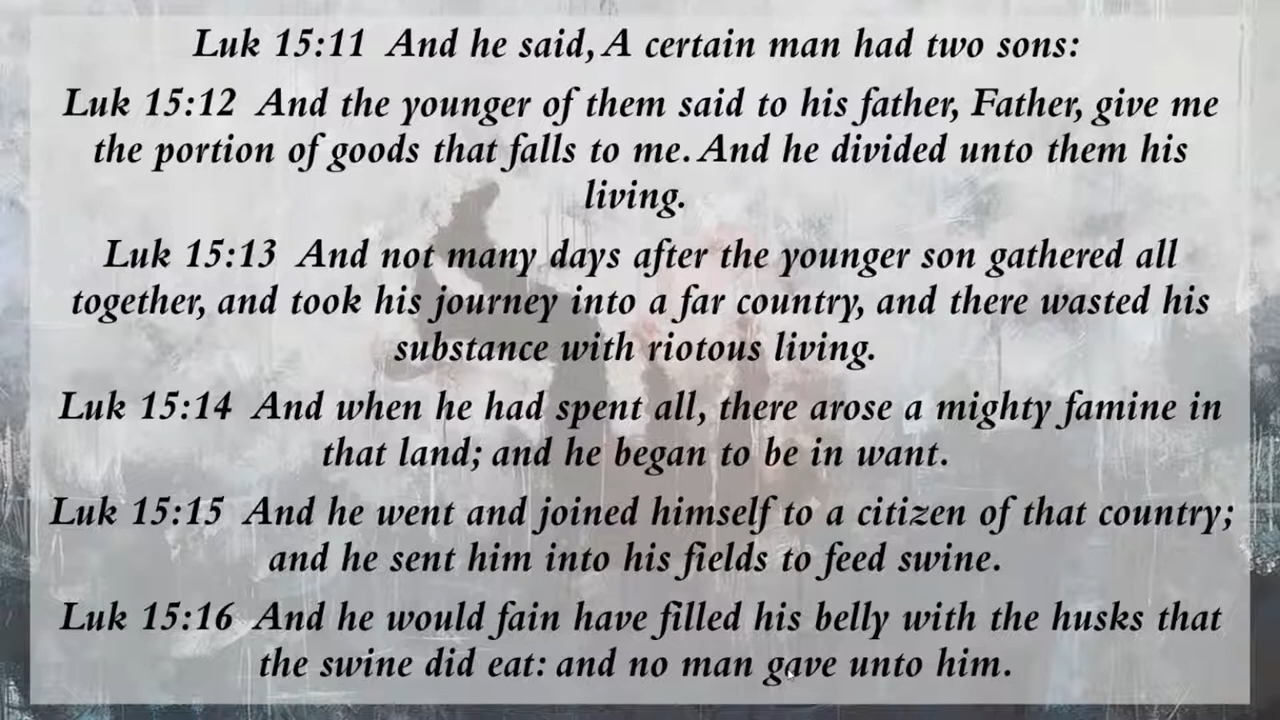 Luk 15:11 And he said, A certain man had two sons:
Luk 15:12 And the younger of them said to his father, Father, give me
the portion of goods that falls to me. And he divided unto them his
living.
Luk 15:13 And not many days after the younger son gathered all
together, and took his journey into a far country, and there wasted his
substance with riotous living.
Luk 15:14 And when he had spent all, there arose a mighty famine in
that land; and he began to be in want.
Luk 15:15 And he went and joined himself to a citizen of that country;
and he sent him into his fields to feed swine.
Luk 15:16 And he would fain have filled his belly with the husks that
the swine did eat: and no man gave unto him.